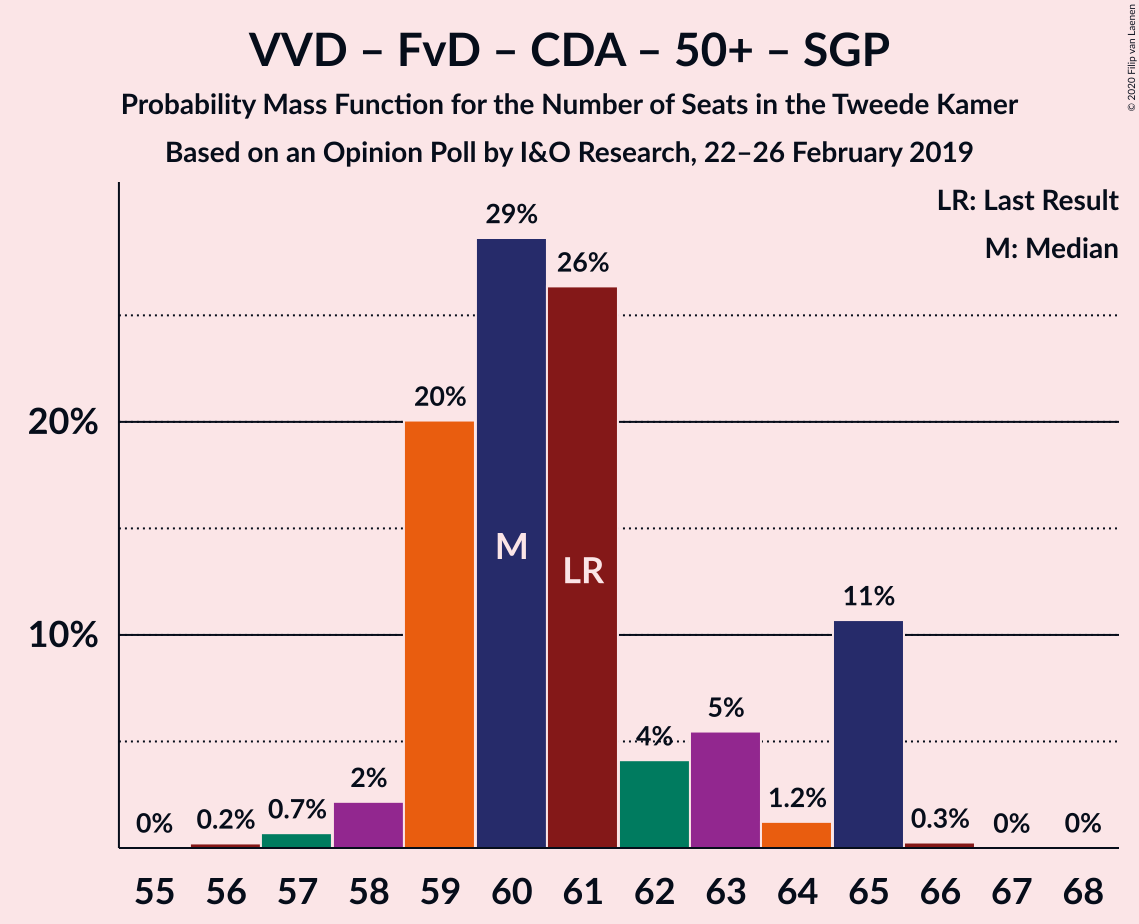 VVD – FvD – CDA – 50+ – SGP
Probability Mass Function for the Number of Seats in the Tweede Kamer
Based on an Opinion Poll by I&O Research, 22–26 February 2019
© 2020 Filip van Laenen
LR: Last Result
M: Median
29%
26%
20%
20%
M
LR
11%
10%
5%
4%
2%
1.2%
0% 0.2% 0.7% 0.3% 0% 0%
55 56 57 58 59 60 61 62 63 64 65 66 67 68